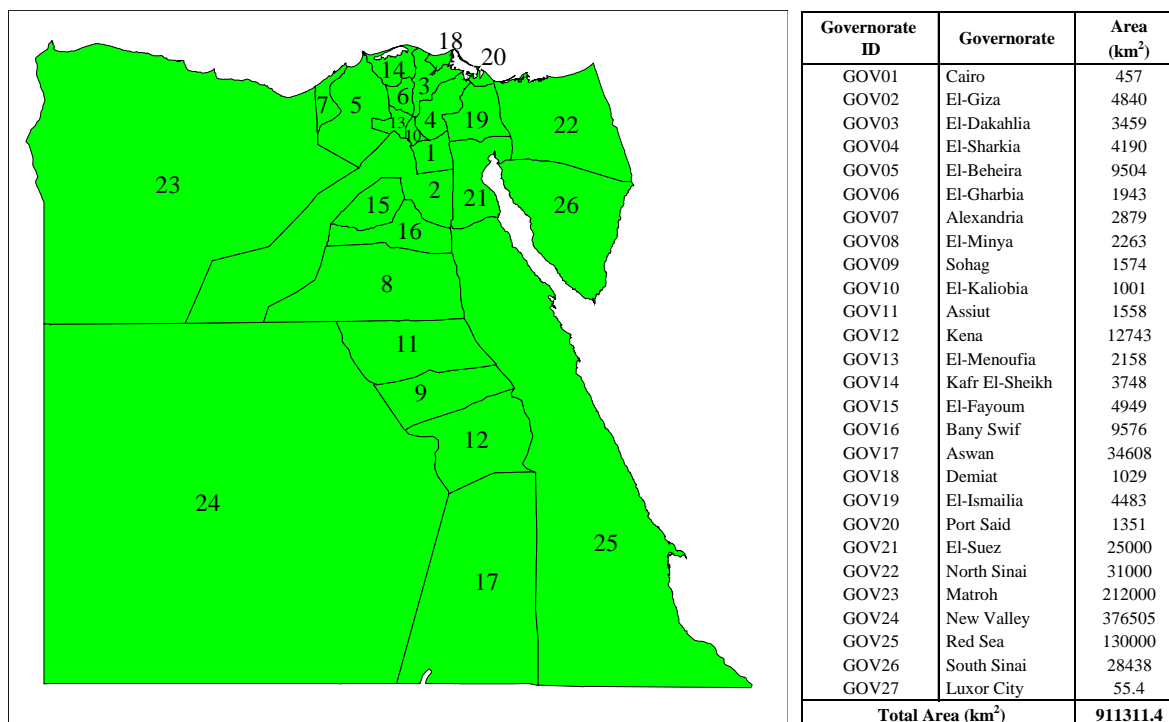 18
20
14
3
7
5
6
4
13
19
22
10
1
23
2
21
15
26
16
8
11
9
12
24
25
17
Governorate ID Governorate Area (km²)
GOV01 Cairo 457
GOV02 El-Giza 4840
GOV03 El-Dakahlia 3459
GOV04 El-Sharkia 4190
GOV05 El-Beheira 9504
GOV06 El-Gharbia 1943
GOV07 Alexandria 2879
GOV08 El-Minya 2263
GOV09 Sohag 1574
GOV10 El-Kaliobia 1001
GOV11 Assiut 1558
GOV12 Kena 12743
GOV13 El-Menoufia 2158
GOV14 Kafr El-Sheikh 3748
GOV15 El-Fayoum 4949
GOV16 Bany Swif 9576
GOV17 Aswan 34608
GOV18 Demiat 1029
GOV19 El-Ismailia 4483
GOV20 Port Said 1351
GOV21 El-Suez 25000
GOV22 North Sinai 31000
GOV23 Matroh 212000
GOV24 New Valley 376505
GOV25 Red Sea 130000
GOV26 South Sinai 28438
GOV27 Luxor City 55.4
Total Area (km²) 911311.4